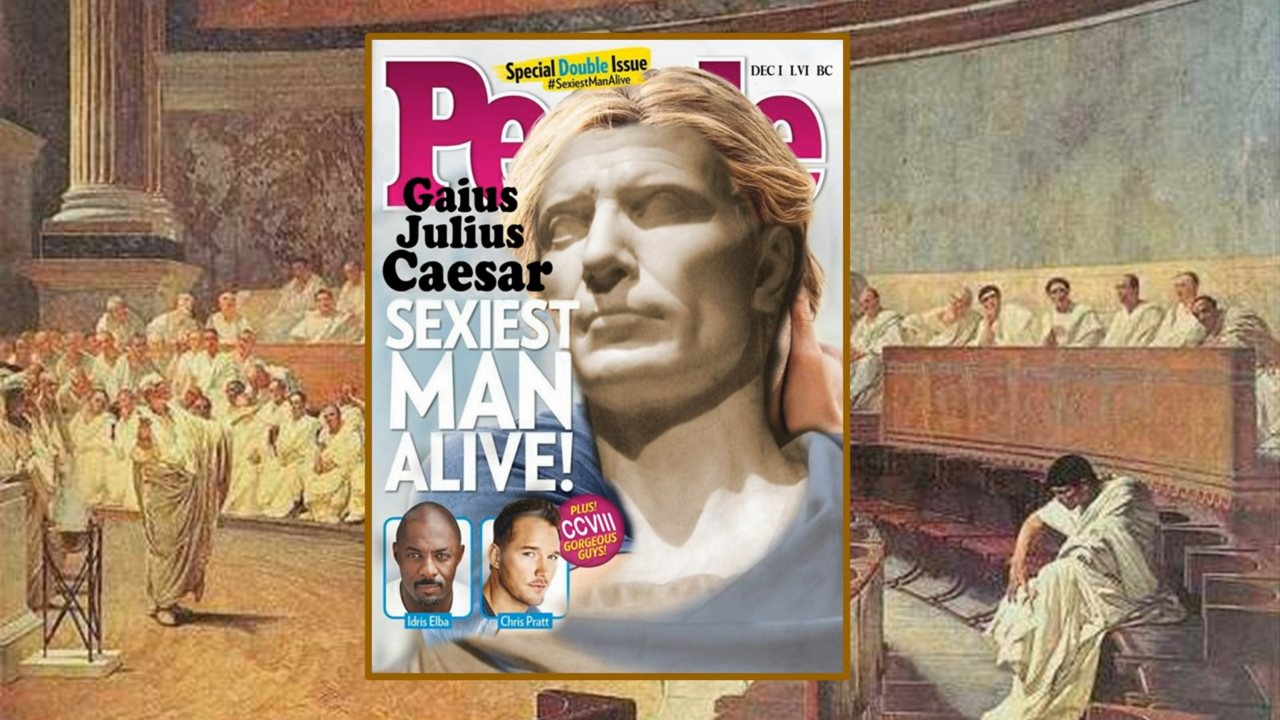 Special Double Issue
#SexiestManAlive
DEC I LVI BC
People
Gaius
Julius
Caesar
SEXIEST
MAN
ALIVE!
PLUS!
CCVIII
GORGEOUS
GUYS!
Idris Elba
Chris Pratt